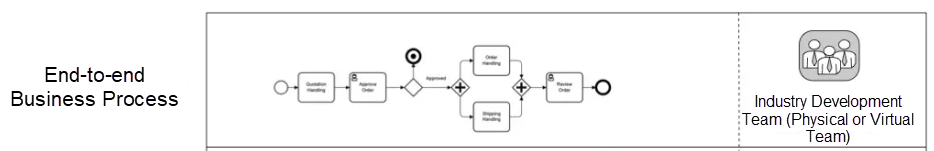 End-to-end
Business Process
Quotation
Handling
Approve
Order
Approved
Order
Handling
Shipping
Handling
Review
Order
Industry Development
Team (Physical or Virtual
Team)